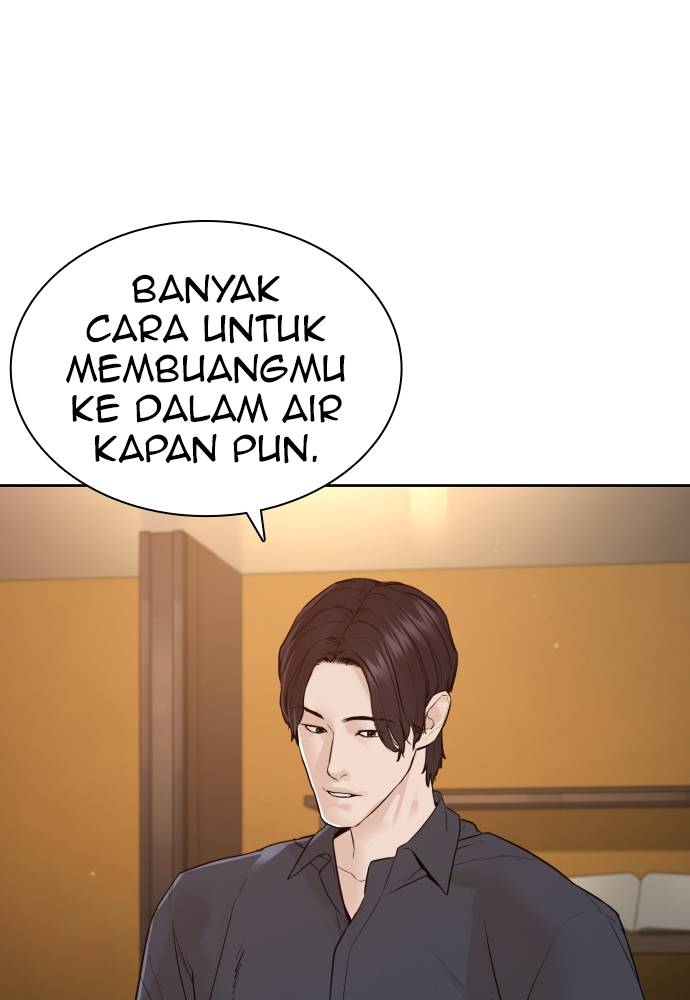 BANYAK
CARA UNTUK
MEMBUANGMU
KE DALAM AIR
KAPAN PUN.